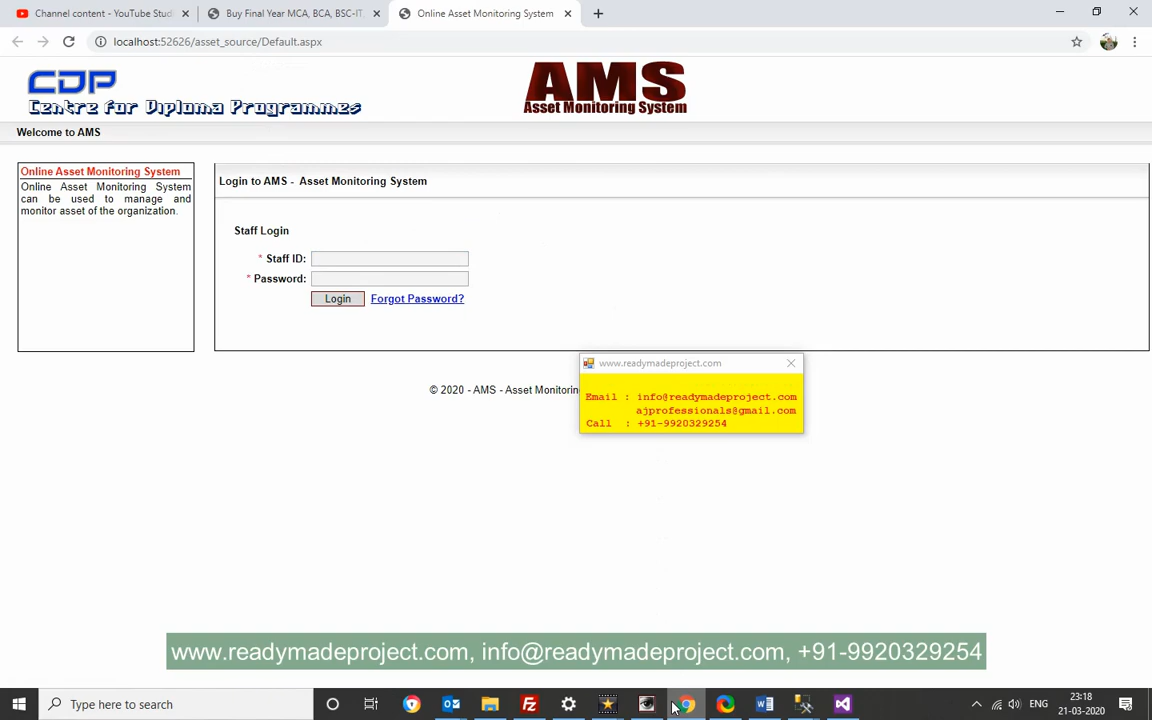 Channel content - YouTube Stud
Buy Final Year MCA, BCA, BSC-IT,
Online Asset Monitoring System
localhost:52626/asset_source/Default.aspx
CDP
Centre for Diploma Programmes
AMS
Asset Monitoring System
Welcome to AMS
Online Asset Monitoring System
Online Asset Monitoring System
can be used to manage and
monitor asset of the organization.
Login to AMS - Asset Monitoring System
Staff Login
* Staff ID:
* Password:
Login Forgot Password?
© 2020 - AMS - Asset Monitorin
www.readymadeproject.com
Email : info@readymadeproject.com
ajprofessionals@gmail.com
Call : +91-9920329254
www.readymadeproject.com, info@readymadeproject.com, +91-9920329254
Type here to search
ENG
23:18
21-03-2020